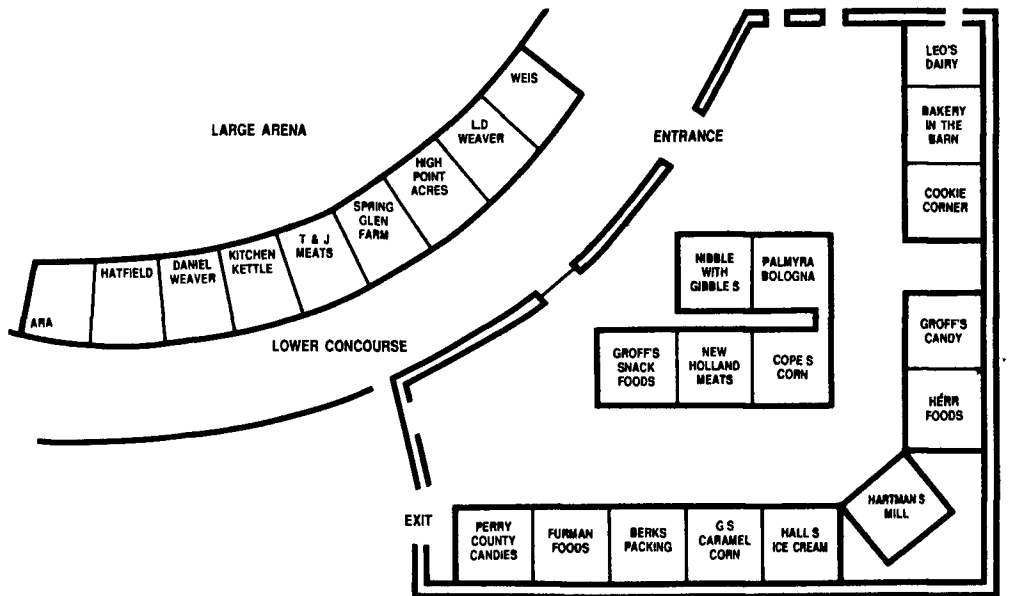 LARGE ARENA
WEIS
L.D
WEAVER
HIGH
POINT
ACRES
SPRING
GLEN
FARM
T & J
MEATS
KITCHEN
KETTLE
DANIEL
WEAVER
HATFIELD
ARA
LOWER CONCOURSE
ENTRANCE
LEO'S
DAIRY
BAKERY
IN THE
BARN
COOKIE
CORNER
NIBBLE
WITH
GIBBLE S
PALMYRA
BOLOGNA
GROFF'S
SNACK
FOODS
NEW
HOLLAND
MEATS
COPE S
CORN
GROFF'S
CANDY
HERR
FOODS
HARTMAN S
MILL
EXIT
PERRY
COUNTY
CANDIES
FURMAN
FOODS
BERKS
PACKING
G S
CARAMEL
CORN
HALL S
ICE CREAM